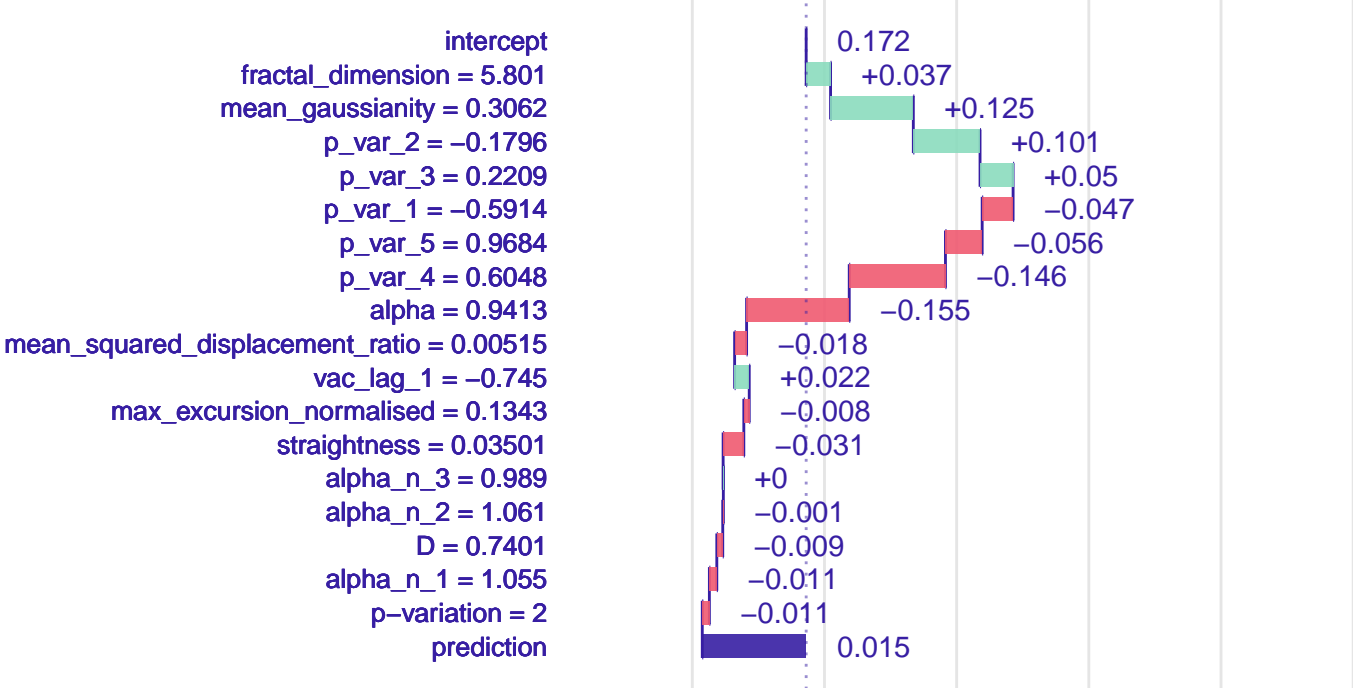 intercept 0.172
fractal_dimension = 5.801 +0.037
mean_gaussianity = 0.3062 +0.125
p_var_2 = −0.1796 +0.101
p_var_3 = 0.2209 +0.05
p_var_1 = −0.5914 −0.047
p_var_5 = 0.9684 −0.056
p_var_4 = 0.6048 −0.146
alpha = 0.9413 −0.155
mean_squared_displacement_ratio = 0.00515 −0.018
vac_lag_1 = −0.745 +0.022
max_excursion_normalised = 0.1343 −0.008
straightness = 0.03501 −0.031
alpha_n_3 = 0.989 +0
alpha_n_2 = 1.061 −0.001
D = 0.7401 −0.009
alpha_n_1 = 1.055 −0.011
p−variation = 2 −0.011
prediction 0.015